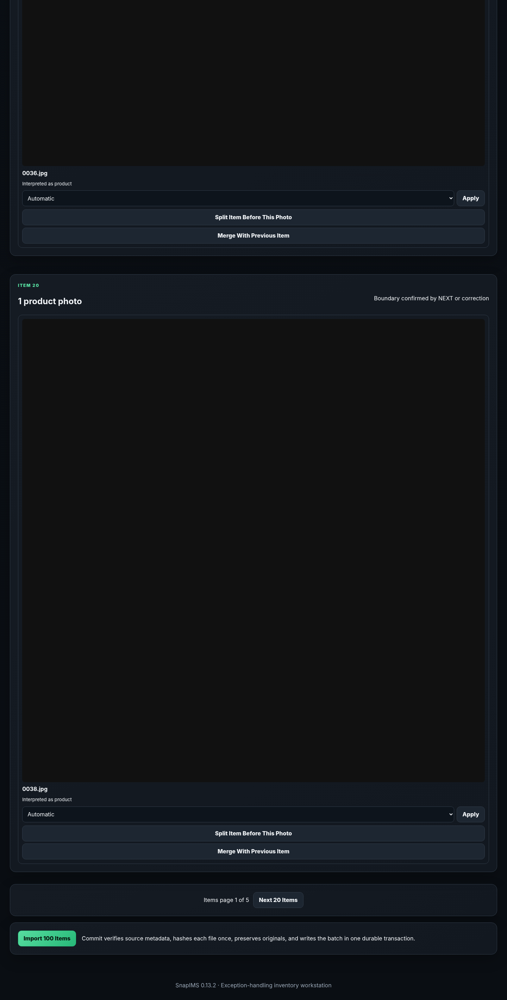 0036.jpg
Interpreted as product
Automatic
Apply
Split Item Before This Photo
Merge With Previous Item
ITEM 20
1 product photo
Boundary confirmed by NEXT or correction
0038.jpg
Interpreted as product
Automatic
Apply
Split Item Before This Photo
Merge With Previous Item
Items page 1 of 5
Next 20 Items
Import 100 Items
Commit verifies source metadata, hashes each file once, preserves originals, and writes the batch in one durable transaction.
SnapIMS 0.13.2 · Exception-handling inventory workstation